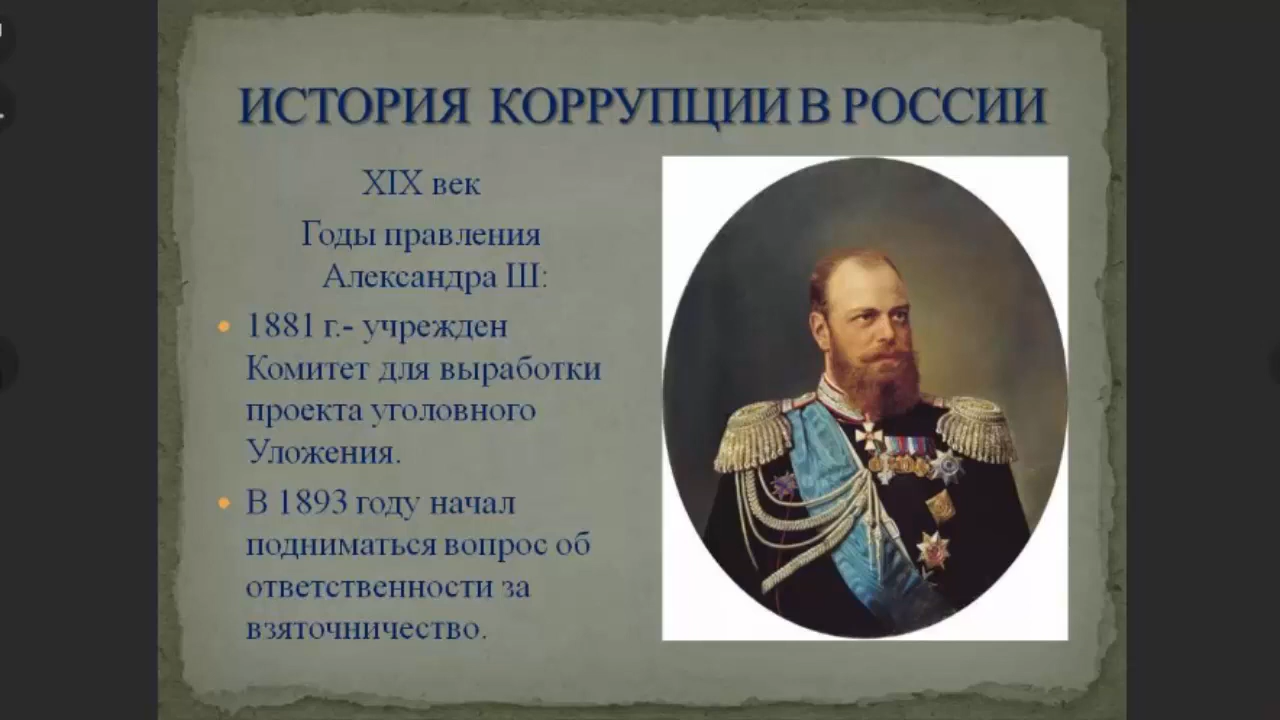 ИСТОРИЯ КОРРУПЦИИ В РОССИИ
XIX век
Годы правления
Александра Ш:
1881 г.- учрежден
Комитет для выработки
проекта уголовного
Уложения.
В 1893 году начал
подниматься вопрос об
ответственности за
взяточничество.